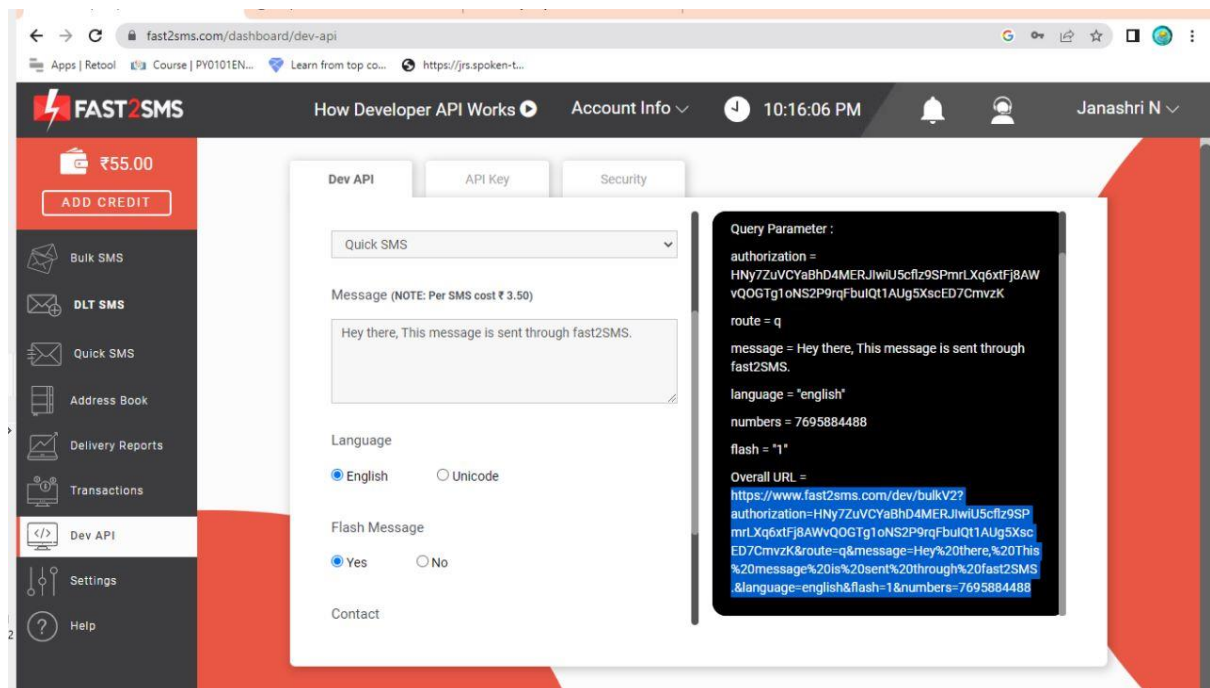 fast2sms.com/dashboard/dev-api
Apps | Retool
Course | PY0101EN...
Learn from top co...
https://jrs.spoken-t...
FAST2SMS
How Developer API Works
Account Info
10:16:06 PM
Janashri N
₹55.00
ADD CREDIT
Bulk SMS
DLT SMS
Quick SMS
Address Book
Delivery Reports
Transactions
Dev API
Settings
Help
Dev API
API Key
Security
Quick SMS
Message (NOTE: Per SMS cost ₹ 3.50)
Hey there, This message is sent through fast2SMS.
Language
English
Unicode
Flash Message
Yes
No
Contact
Query Parameter :
authorization =
HNy7ZuVCYaBhD4MERJIwiU5cflz9SPmrLXq6xtFj8AW
vQOGTg1oNS2P9rqFbuIQt1AUg5XscED7CmvzK
route = q
message = Hey there, This message is sent through
fast2SMS.
language = "english"
numbers = 7695884488
flash = "1"
Overall URL =
https://www.fast2sms.com/dev/bulkV2?
authorization=HNy7ZuVCYaBhD4MERJIwiU5cflz9SP
mrLXq6xtFj8AWvQOGTg1oNS2P9rqFbuIQt1AUg5Xsc
ED7CmvzK&route=q&message=Hey%20there,%20This
%20message%20is%20sent%20through%20fast2SMS
.&language=english&flash=1&numbers=7695884488